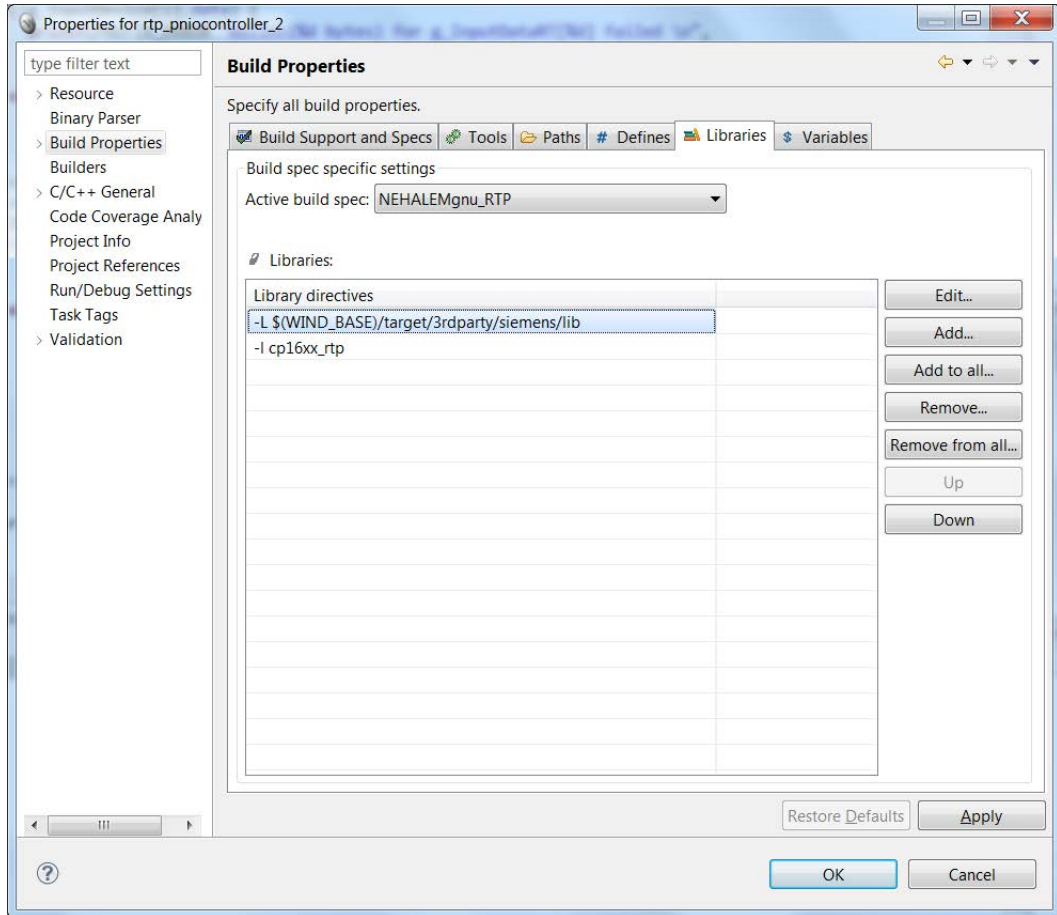 Properties for rtp_pniocontroller_2
type filter text
Resource
Binary Parser
Build Properties
Builders
C/C++ General
Code Coverage Analy
Project Info
Project References
Run/Debug Settings
Task Tags
Validation
Build Properties
Specify all build properties.
Build Support and Specs Tools Paths # Defines Libraries $ Variables
Build spec specific settings
Active build spec: NEHALEMgnu_RTP
Libraries:
Library directives
-L $(WIND_BASE)/target/3rdparty/siemens/lib
-l cp16xx_rtp
Edit...
Add...
Add to all...
Remove...
Remove from all...
Up
Down
Restore Defaults Apply
OK Cancel